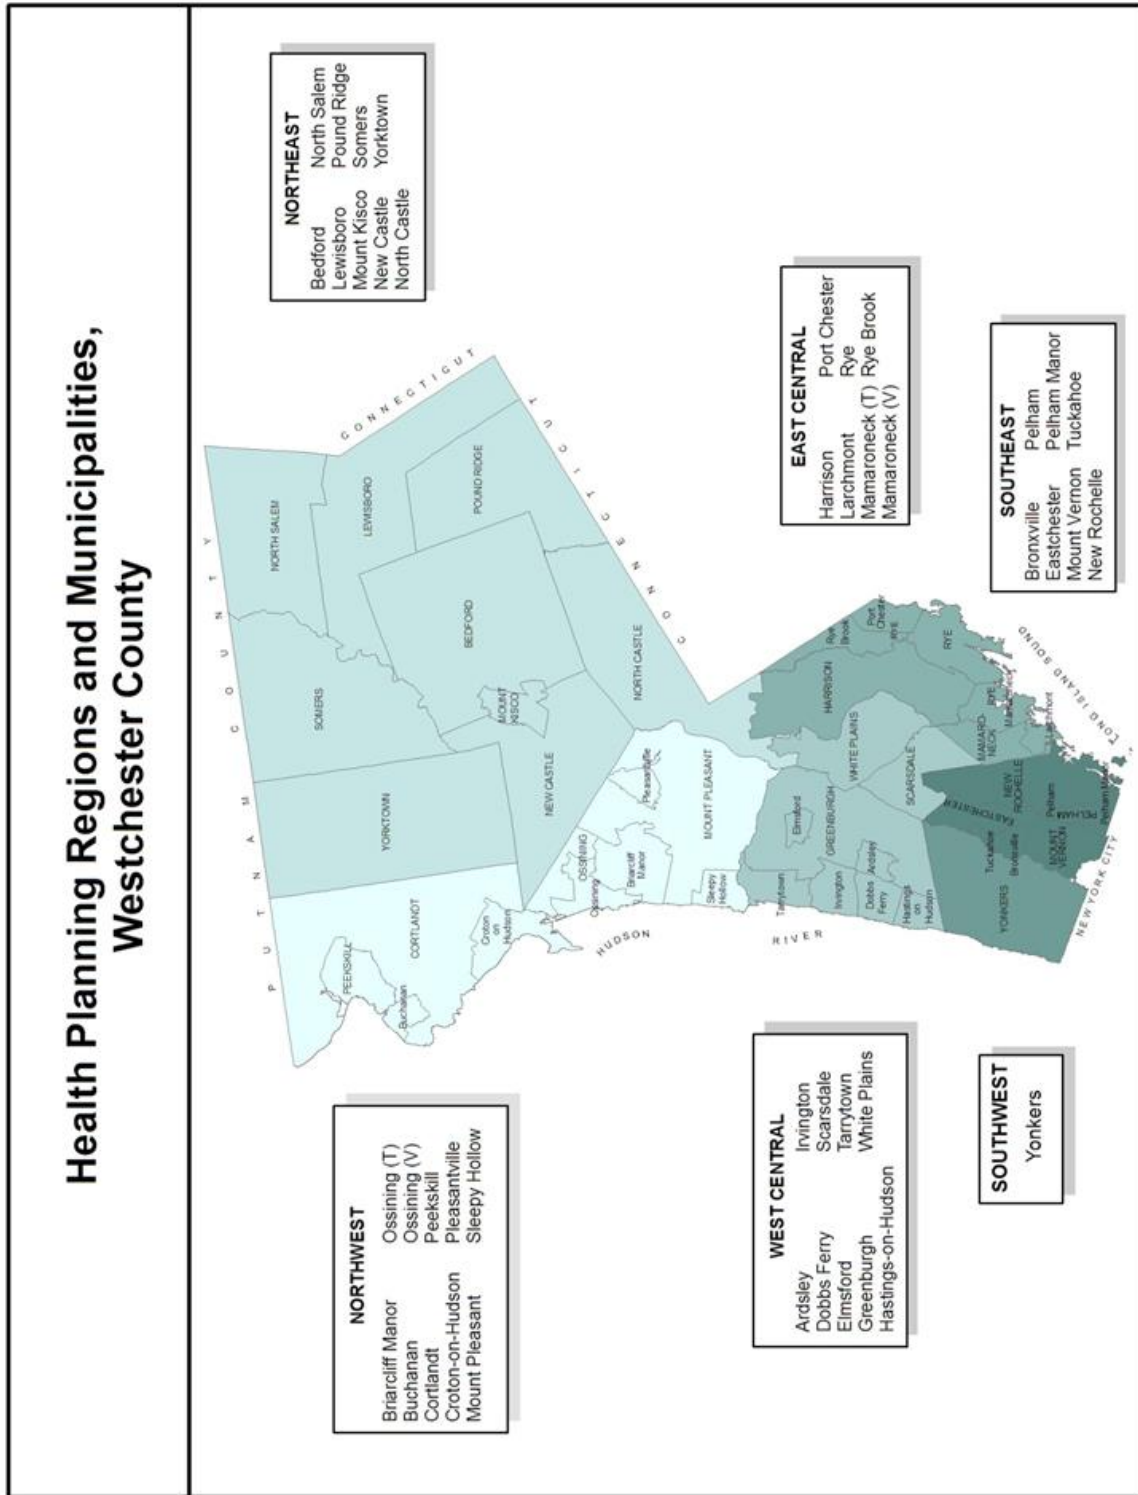 Health Planning Regions and Municipalities,
Westchester County
NORTHWEST
Briarcliff Manor Ossining (T)
Buchanan Ossining (V)
Cortlandt Peekskill
Croton-on-Hudson Pleasantville
Mount Pleasant Sleepy Hollow
WEST CENTRAL
Ardsley Irvington
Dobbs Ferry Scarsdale
Elmsford Tarrytown
Greenburgh White Plains
Hastings-on-Hudson
SOUTHWEST
Yonkers
PUTNAM COUNTY
NORTH SALEM
SOMERS
YORKTOWN
PEEKSKILL
CORTLANDT
Buchanan
Croton
on
Hudson
LEWISBORO
CONNECTICUT
POUND RIDGE
BEDFORD
MOUNT
KISCO
NEW CASTLE
CONNECTICUT
NORTH CASTLE
OSSINING
Ossining
Briarcliff
Manor
Pleasantville
MOUNT PLEASANT
Sleepy
Hollow
HUDSON
RIVER
Tarrytown
Elmsford
GREENBURGH
Irvington
Ardsley
Dobbs
Ferry
Hastings
on
Hudson
WHITE PLAINS
SCARSDALE
HARRISON
Rye
Brook
Port
Chester
RYE
RYE
RYE
Mamaroneck
MAMARO-
NECK
Larchmont
LONG ISLAND SOUND
NEW
ROCHELLE
EASTCHESTER
Tuckahoe
Bronxville
YONKERS
MOUNT
VERNON
Pelham
PELHAM
Pelham Manor
NEW YORK CITY
NORTHEAST
Bedford North Salem
Lewisboro Pound Ridge
Mount Kisco Somers
New Castle Yorktown
North Castle
EAST CENTRAL
Harrison Port Chester
Larchmont Rye
Mamaroneck (T) Rye Brook
Mamaroneck (V)
SOUTHEAST
Bronxville Pelham
Eastchester Pelham Manor
Mount Vernon Tuckahoe
New Rochelle